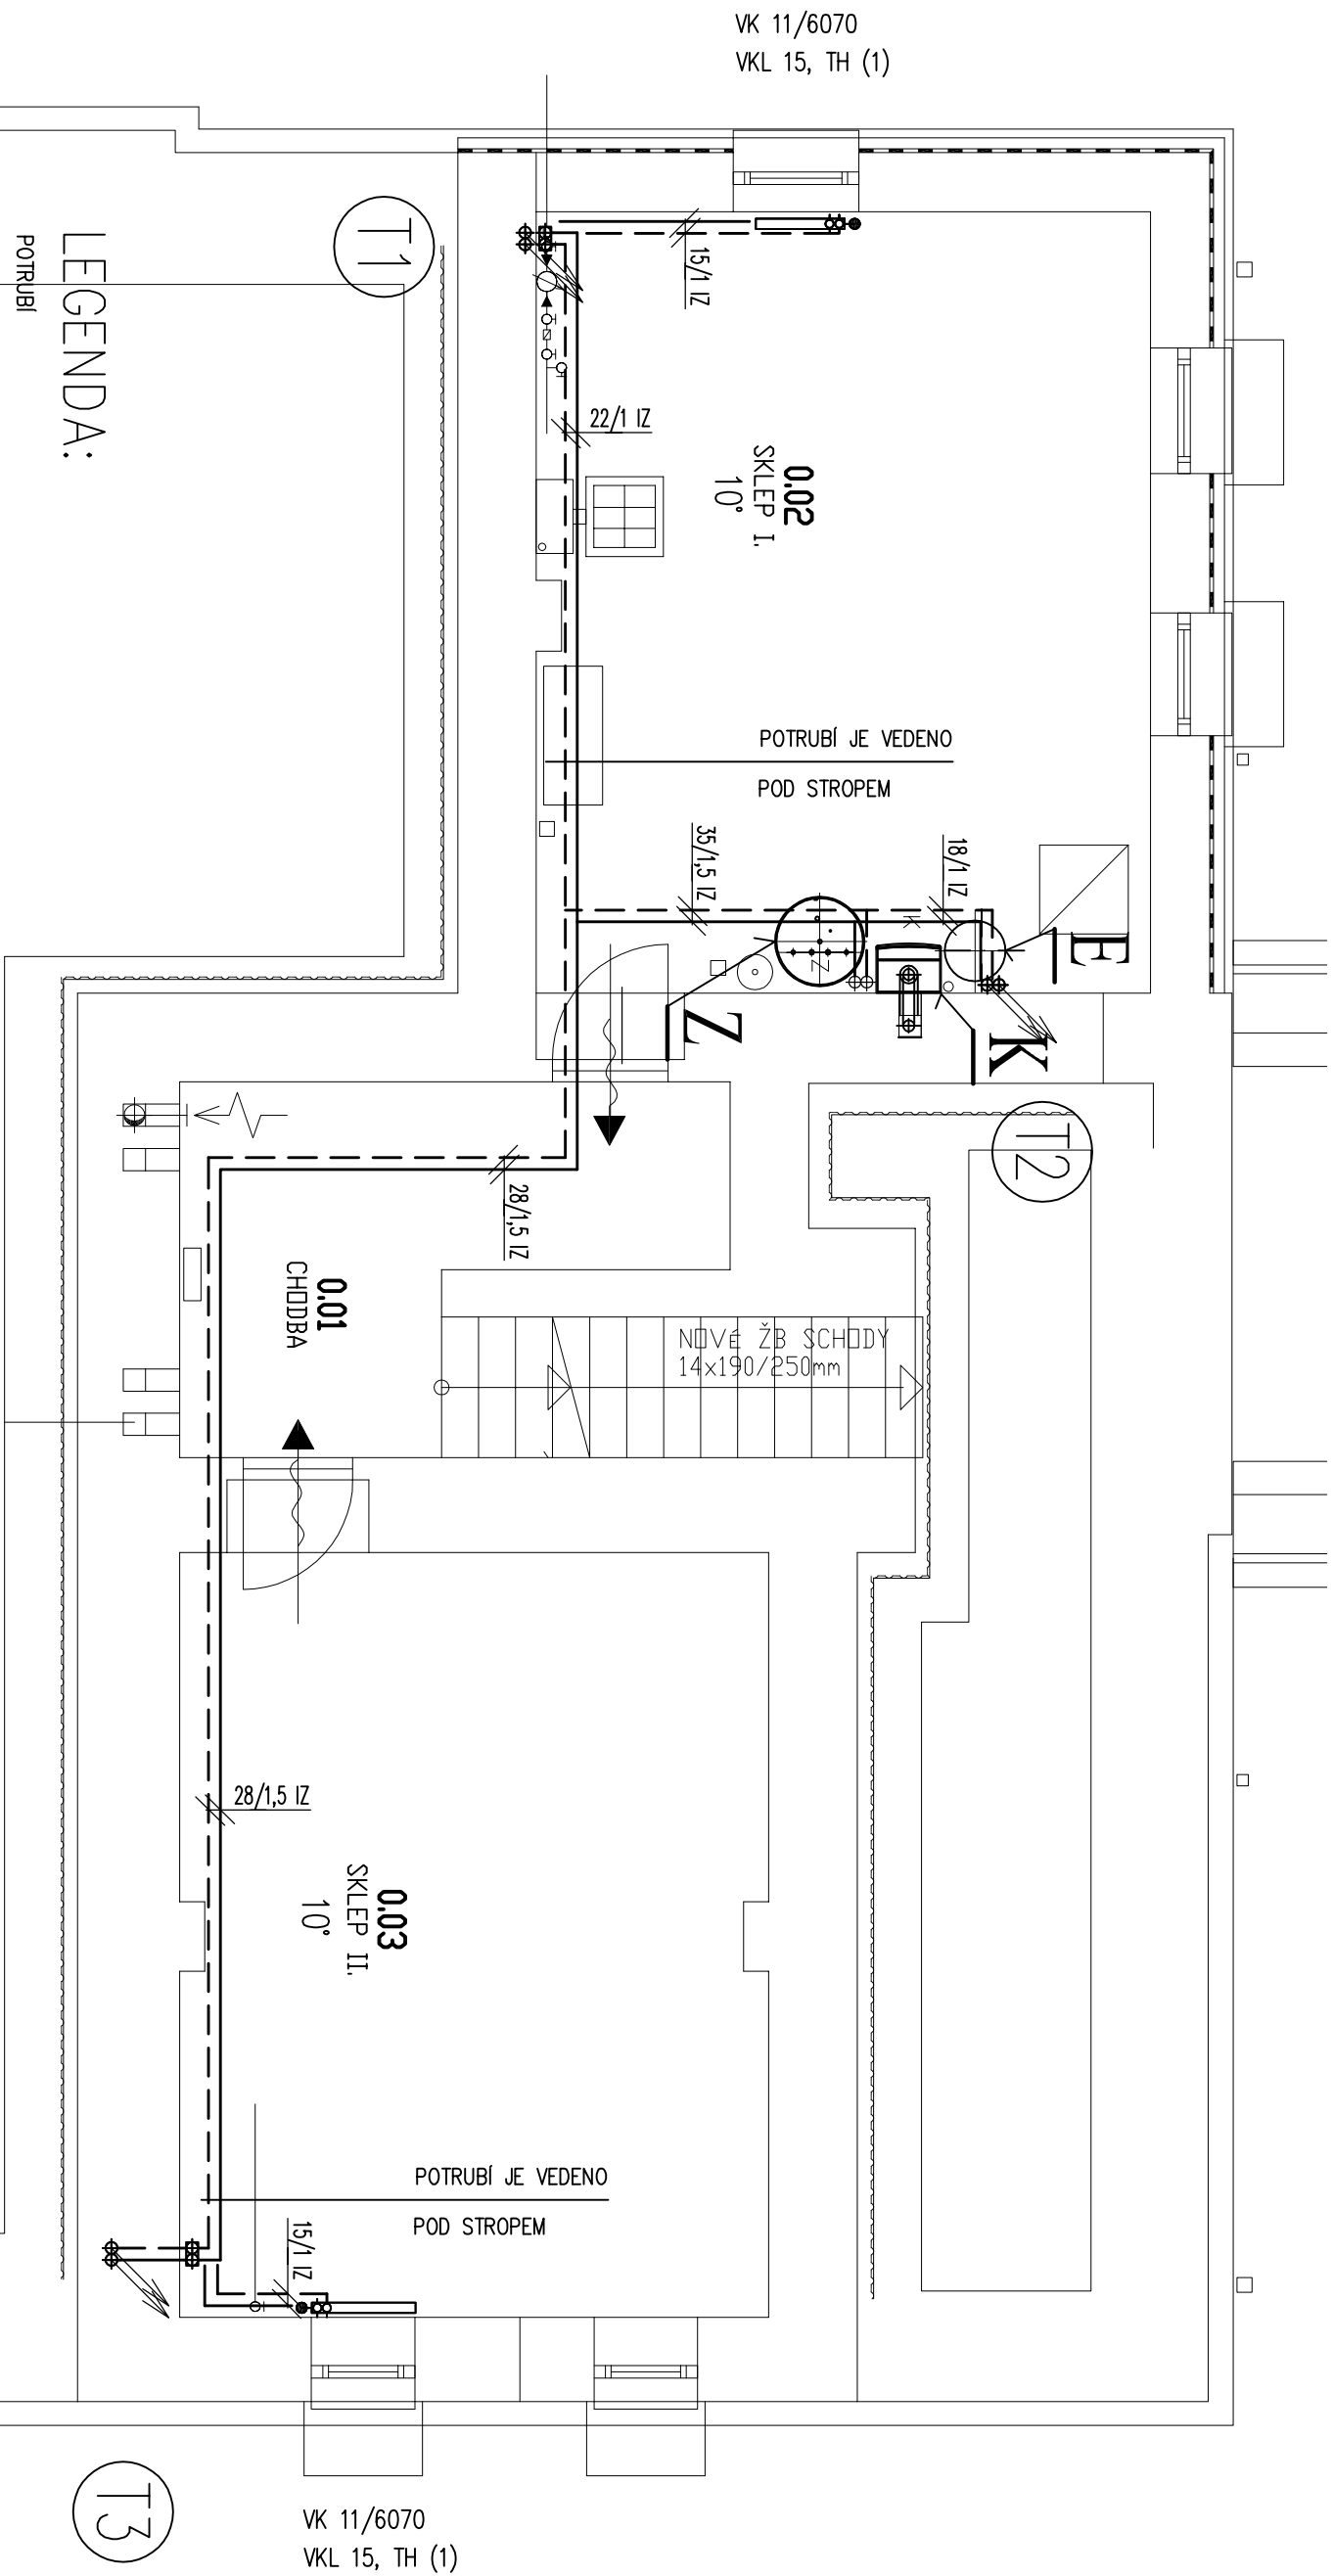 VK 11/6070
VKL 15, TH (1)
T1
LEGENDA:
POTRUBÍ
15/1 IZ
22/1 IZ
0.02
SKLEP I.
10°
POTRUBÍ JE VEDENO
POD STROPEM
35/1,5 IZ
18/1 IZ
E
Z
K
Z
T2
28/1,5 IZ
0.01
CHODBA
NOVÉ ŽB SCHODY
14x190/250mm
28/1,5 IZ
0.03
SKLEP II.
10°
POTRUBÍ JE VEDENO
POD STROPEM
15/1 IZ
T3
VK 11/6070
VKL 15, TH (1)